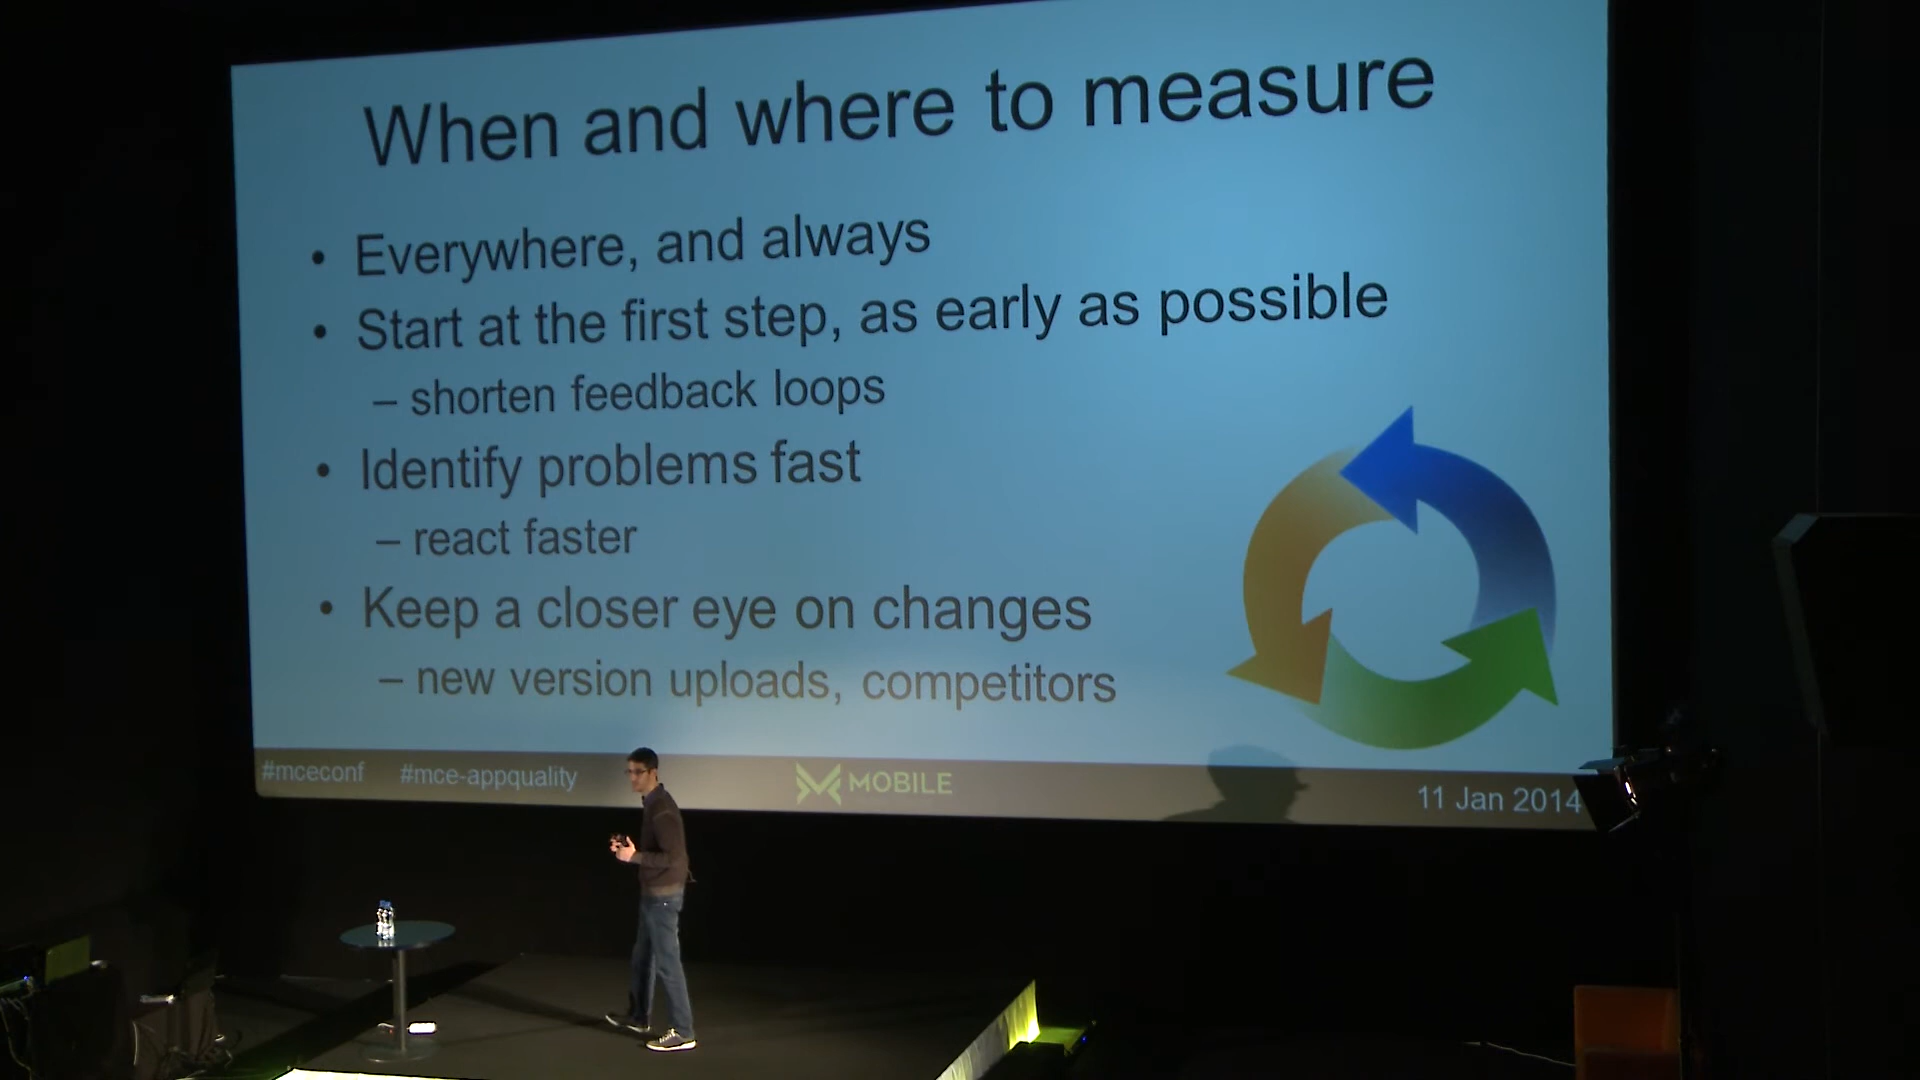 When and where to measure
• Everywhere, and always
• Start at the first step, as early as possible
– shorten feedback loops
• Identify problems fast
– react faster
• Keep a closer eye on changes
– new version uploads, competitors
#mceconf #mce-appquality MOBILE 11 Jan 2014